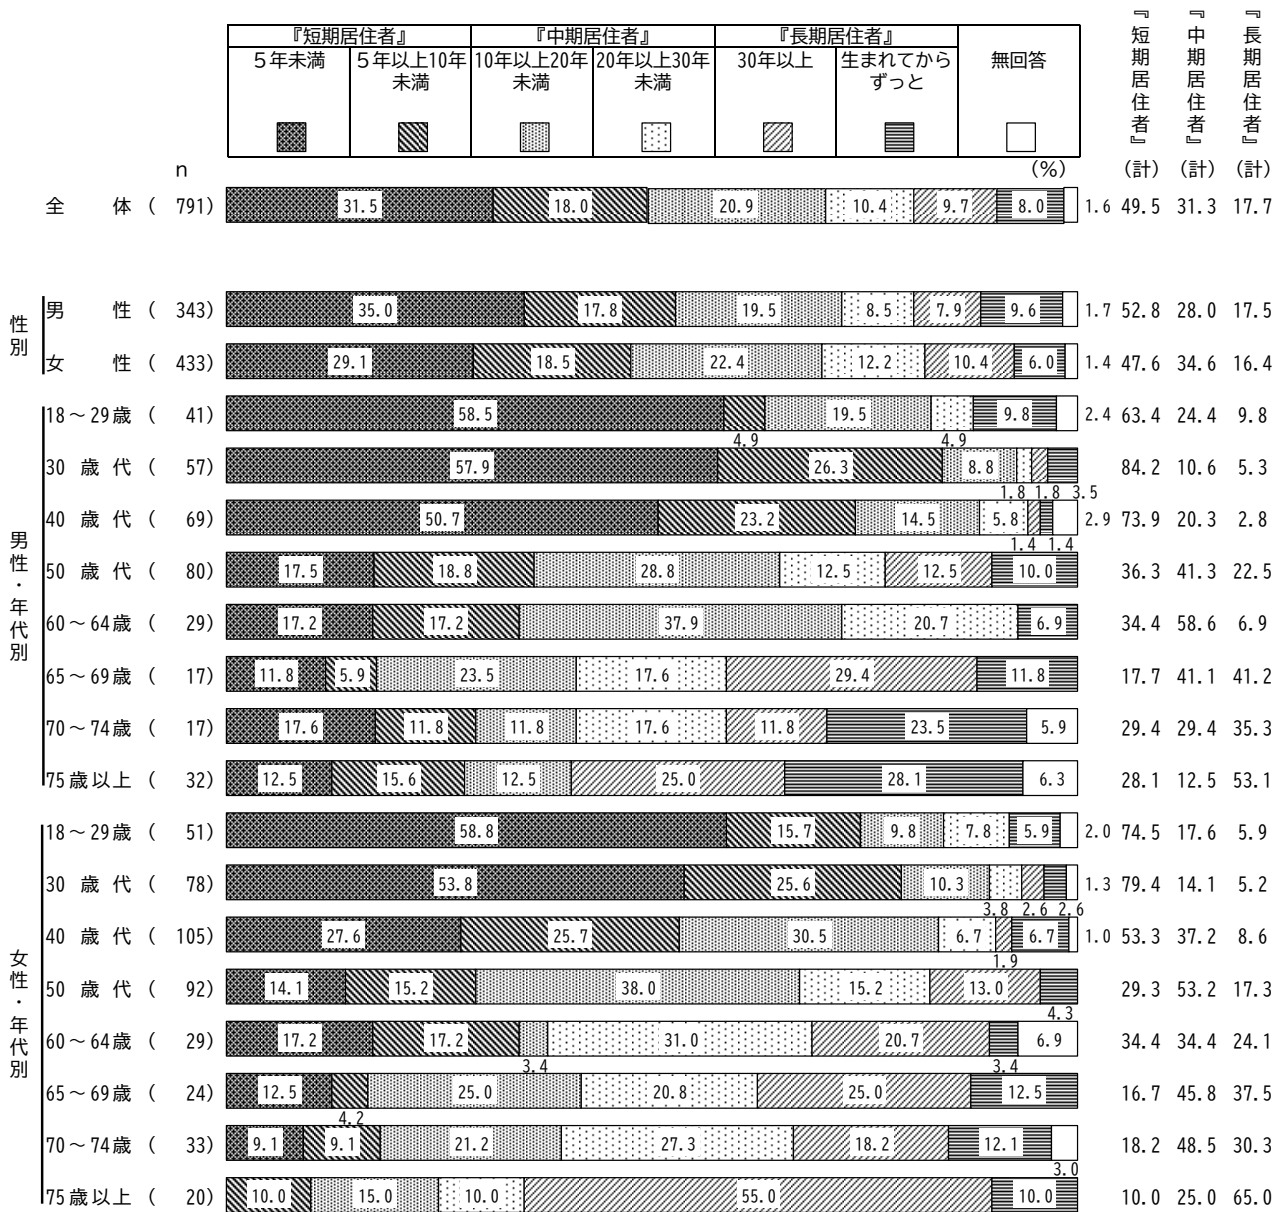 『短期居住者』 『中期居住者』 『長期居住者』 無回答
５年未満 ５年以上10年未満 10年以上20年未満 20年以上30年未満 30年以上 生まれてからずっと
『短期居住者』（計） 『中期居住者』（計） 『長期居住者』（計）
n (%)
全体（ 791） 31.5 18.0 20.9 10.4 9.7 8.0 1.6 49.5 31.3 17.7
性別
男性（ 343） 35.0 17.8 19.5 8.5 7.9 9.6 1.7 52.8 28.0 17.5
女性（ 433） 29.1 18.5 22.4 12.2 10.4 6.0 1.4 47.6 34.6 16.4
男性・年代別
18～29歳（ 41） 58.5 4.9 19.5 4.9 9.8 2.4 63.4 24.4 9.8
30歳代（ 57） 57.9 26.3 8.8 1.8 1.8 3.5 84.2 10.6 5.3
40歳代（ 69） 50.7 23.2 14.5 5.8 1.4 1.4 2.9 73.9 20.3 2.8
50歳代（ 80） 17.5 18.8 28.8 12.5 12.5 10.0 36.3 41.3 22.5
60～64歳（ 29） 17.2 17.2 37.9 20.7 6.9 34.4 58.6 6.9
65～69歳（ 17） 11.8 5.9 23.5 17.6 29.4 11.8 17.7 41.1 41.2
70～74歳（ 17） 17.6 11.8 11.8 17.6 11.8 23.5 5.9 29.4 29.4 35.3
75歳以上（ 32） 12.5 15.6 12.5 25.0 28.1 6.3 28.1 12.5 53.1
女性・年代別
18～29歳（ 51） 58.8 15.7 9.8 7.8 5.9 2.0 74.5 17.6 5.9
30歳代（ 78） 53.8 25.6 10.3 3.8 2.6 2.6 1.3 79.4 14.1 5.2
40歳代（ 105） 27.6 25.7 30.5 6.7 1.9 6.7 1.0 53.3 37.2 8.6
50歳代（ 92） 14.1 15.2 38.0 15.2 13.0 4.3 29.3 53.2 17.3
60～64歳（ 29） 17.2 17.2 3.4 31.0 20.7 3.4 6.9 34.4 34.4 24.1
65～69歳（ 24） 12.5 4.2 25.0 20.8 25.0 12.5 16.7 45.8 37.5
70～74歳（ 33） 9.1 9.1 21.2 27.3 18.2 12.1 3.0 18.2 48.5 30.3
75歳以上（ 20） 10.0 15.0 10.0 55.0 10.0 10.0 25.0 65.0